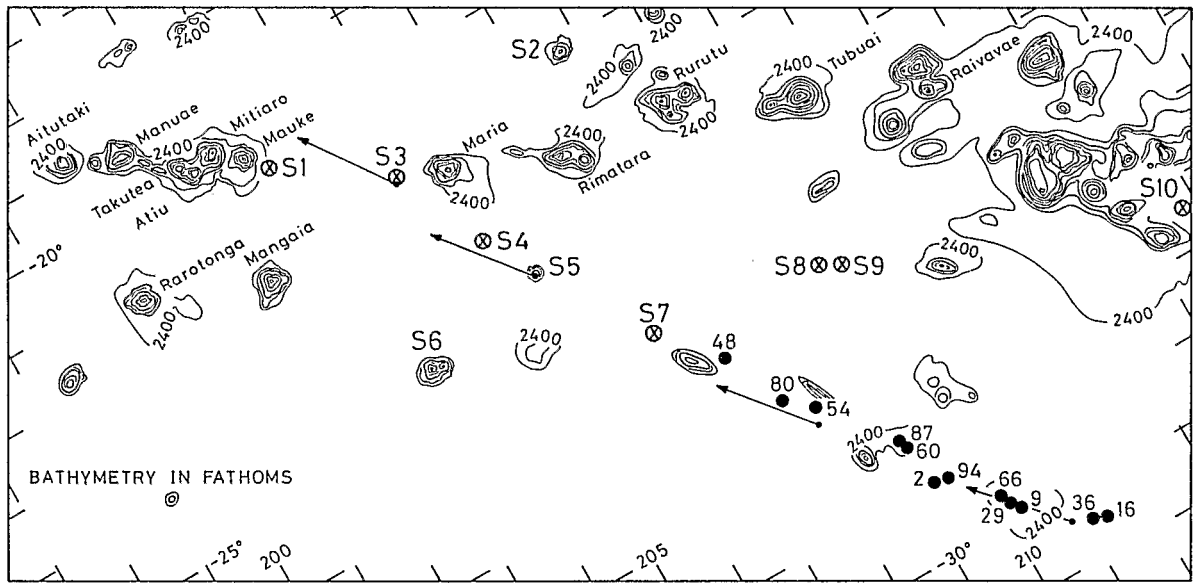 2400
S2
2400
2400
Rurutu
2400
2400
Tubuai
2400
Raivavae
2400
Aitutaki
2400
Manuae
2400
Mitiaro
Mauke
S1
Takutea
Atiu
S3
Maria
2400
2400
Rimatara
S10
-20°
Rarotonga
2400
Mangaia
S4
S5
S8
S9
2400
2400
S7
S6
2400
48
80
54
2400
87
60
2
94
66
29
9
2400
36
16
BATHYMETRY IN FATHOMS
-25°
200
205
-30°
210